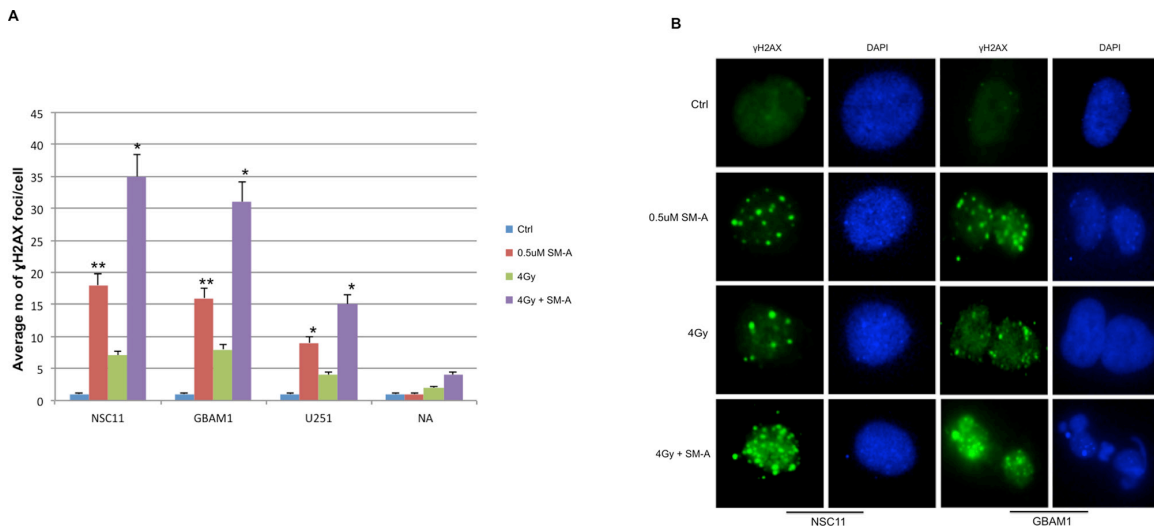 A
Average no of ɣH2AX foci/cell
45
40
35
30
25
20
15
10
5
0
*
*
**
**
*
*
NSC11
GBAM1
U251
NA
Ctrl
0.5uM SM-A
4Gy
4Gy + SM-A
B
γH2AX
DAPI
γH2AX
DAPI
Ctrl
0.5uM SM-A
4Gy
4Gy + SM-A
NSC11
GBAM1